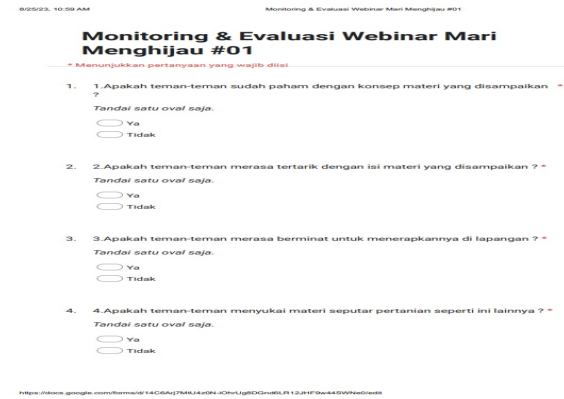 8/25/23, 10:59 AM
Monitoring & Evaluasi Webinar Mari Menghijau #01
Monitoring & Evaluasi Webinar Mari
Menghijau #01
* Menunjukkan pertanyaan yang wajib diisi
1. 1.Apakah teman-teman sudah paham dengan konsep materi yang disampaikan *
?
Tandai satu oval saja.
Ya
Tidak
2. 2.Apakah teman-teman merasa tertarik dengan isi materi yang disampaikan ? *
Tandai satu oval saja.
Ya
Tidak
3. 3.Apakah teman-teman merasa berminat untuk menerapkannya di lapangan ? *
Tandai satu oval saja.
Ya
Tidak
4. 4.Apakah teman-teman menyukai materi seputar pertanian seperti ini lainnya ? *
Tandai satu oval saja.
Ya
Tidak